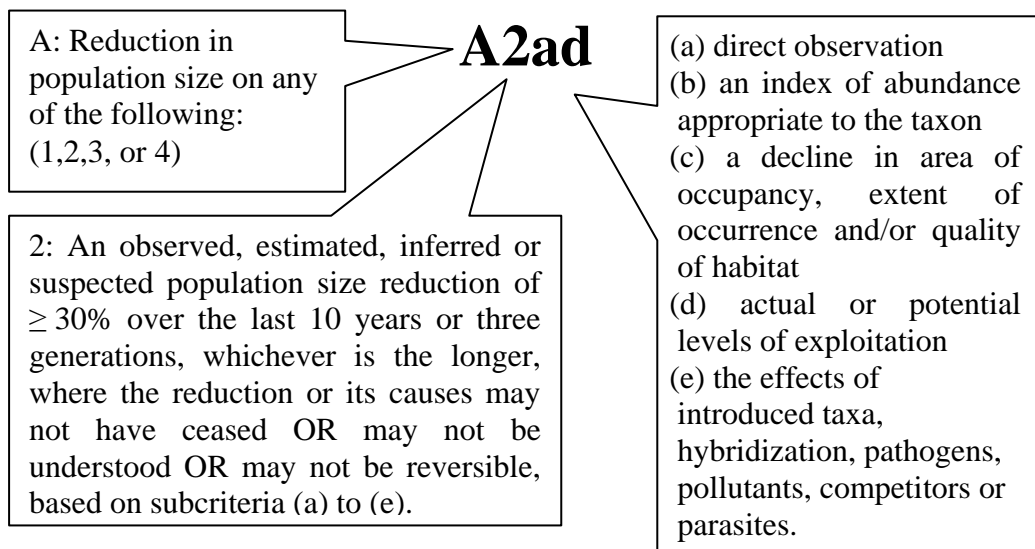 A: Reduction in
population size on any
of the following:
(1,2,3, or 4)
A2ad
2: An observed, estimated, inferred or
suspected population size reduction of
≥ 30% over the last 10 years or three
generations, whichever is the longer,
where the reduction or its causes may
not have ceased OR may not be
understood OR may not be reversible,
based on subcriteria (a) to (e).
(a) direct observation
(b) an index of abundance
appropriate to the taxon
(c) a decline in area of
occupancy, extent of
occurrence and/or quality
of habitat
(d) actual or potential
levels of exploitation
(e) the effects of
introduced taxa,
hybridization, pathogens,
pollutants, competitors or
parasites.